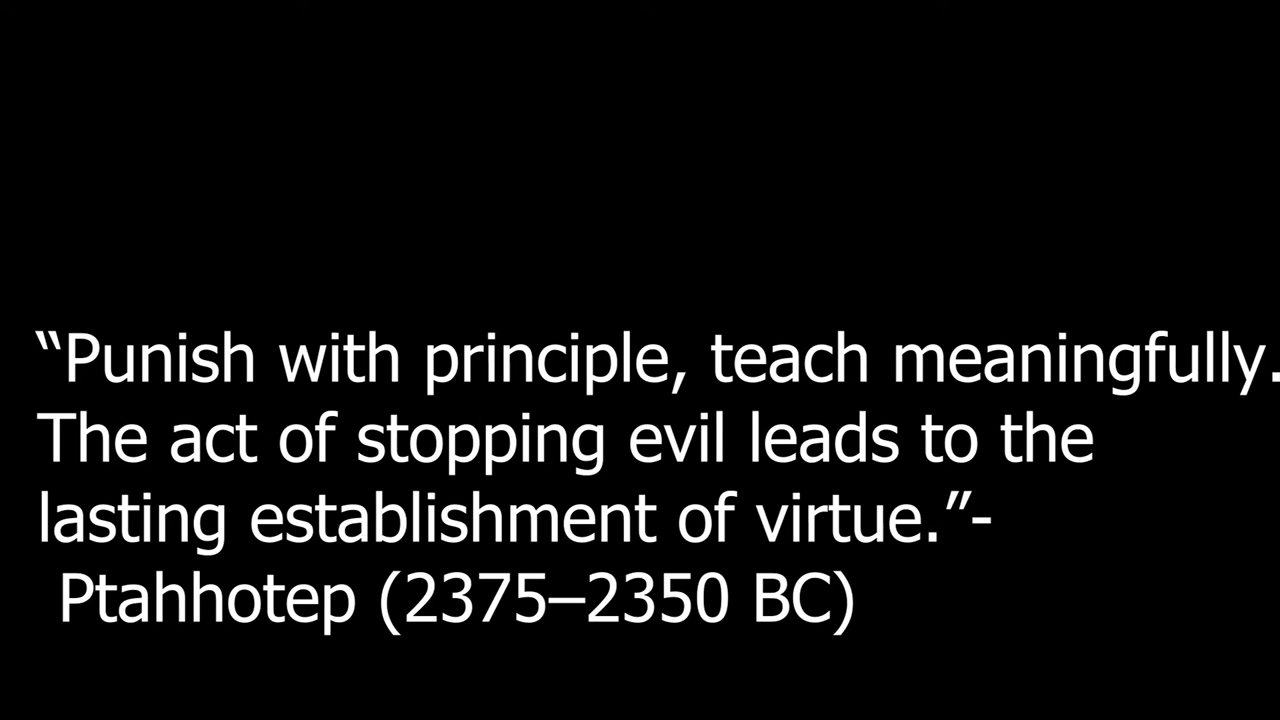 “Punish with principle, teach meaningfully.
The act of stopping evil leads to the
lasting establishment of virtue.”-
Ptahhotep (2375–2350 BC)